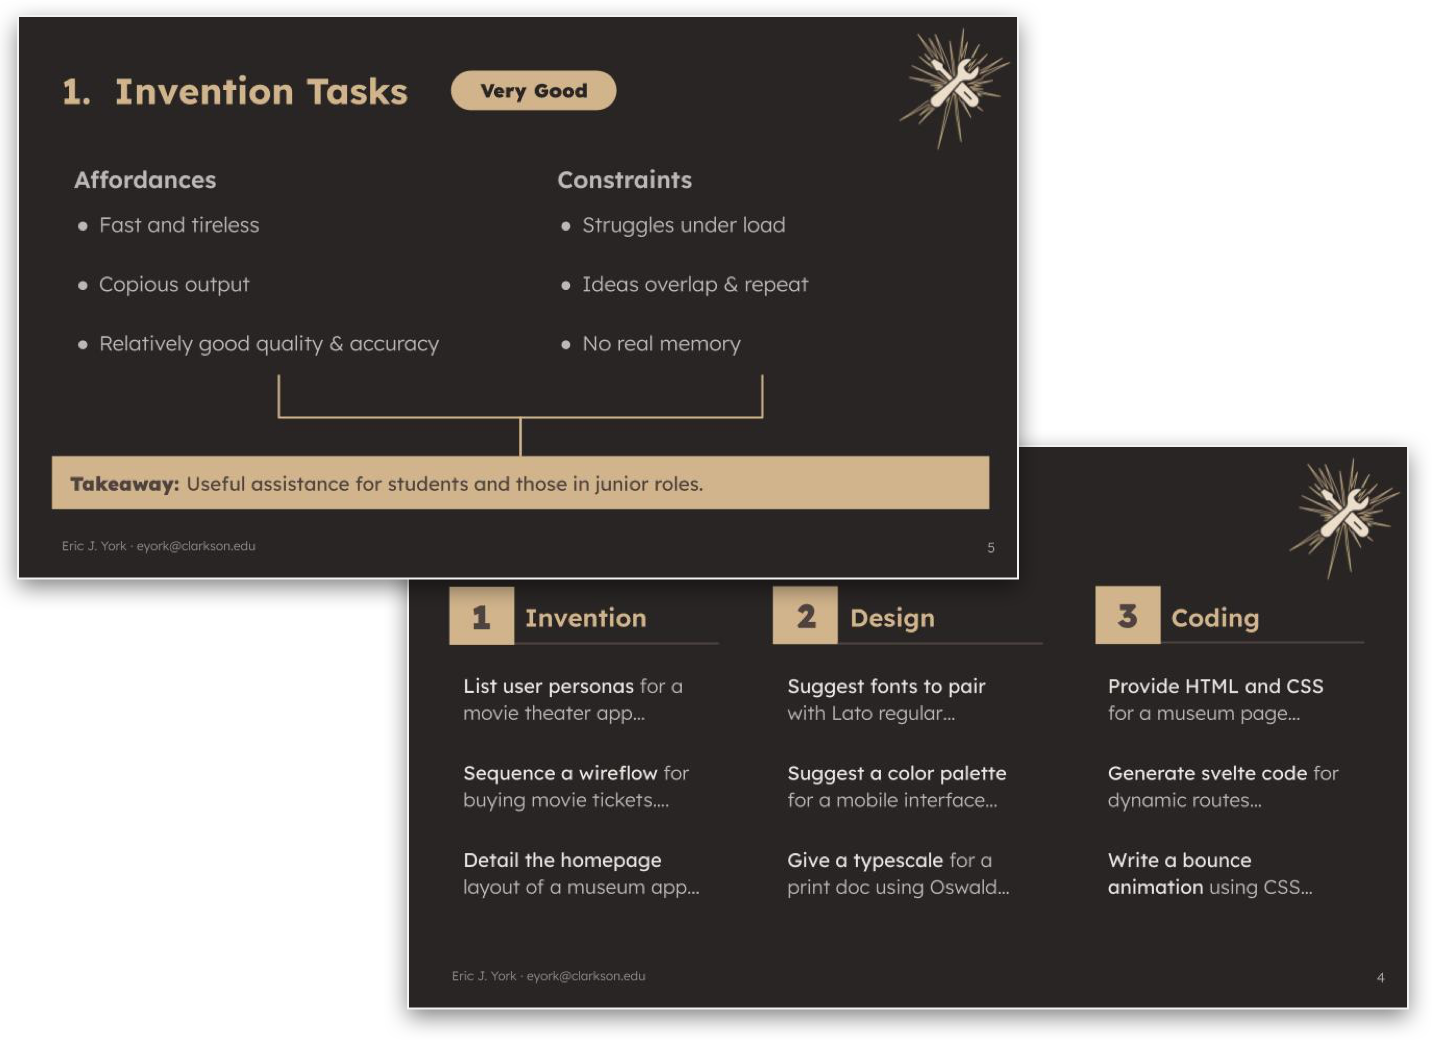 1. Invention Tasks
Very Good
Affordances
● Fast and tireless
● Copious output
● Relatively good quality & accuracy
Constraints
● Struggles under load
● Ideas overlap & repeat
● No real memory
Takeaway: Useful assistance for students and those in junior roles.
Eric J. York · eyork@clarkson.edu
5
1 Invention
List user personas for a
movie theater app...
Sequence a wireflow for
buying movie tickets....
Detail the homepage
layout of a museum app...
2 Design
Suggest fonts to pair
with Lato regular...
Suggest a color palette
for a mobile interface...
Give a typescale for a
print doc using Oswald...
3 Coding
Provide HTML and CSS
for a museum page...
Generate svelte code for
dynamic routes...
Write a bounce
animation using CSS...
Eric J. York · eyork@clarkson.edu
4